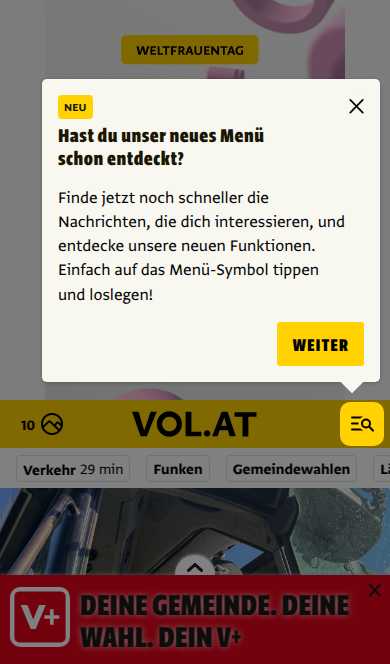 WELTFRAUENTAG
NEU
Hast du unser neues Menü
schon entdeckt?
Finde jetzt noch schneller die
Nachrichten, die dich interessieren, und
entdecke unsere neuen Funktionen.
Einfach auf das Menü-Symbol tippen
und loslegen!
WEITER
10 VOL.AT
Verkehr 29 min Funken Gemeindewahlen
V+ DEINE GEMEINDE. DEINE
WAHL. DEIN V+